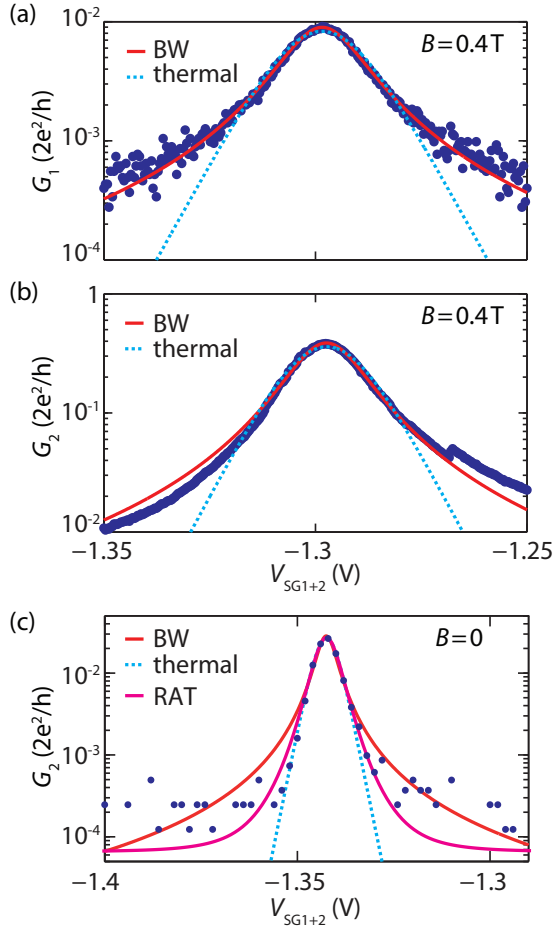 (a)
10⁻²
BW
thermal
B=0.4T
G₁ (2e²/h)
10⁻³
10⁻⁴
(b)
1
BW
thermal
B=0.4T
G₂ (2e²/h)
10⁻¹
10⁻²
−1.35 −1.3 −1.25
V_SG1+2 (V)
(c)
BW
thermal
RAT
B=0
10⁻²
G₂ (2e²/h)
10⁻³
10⁻⁴
−1.4 −1.35 −1.3
V_SG1+2 (V)